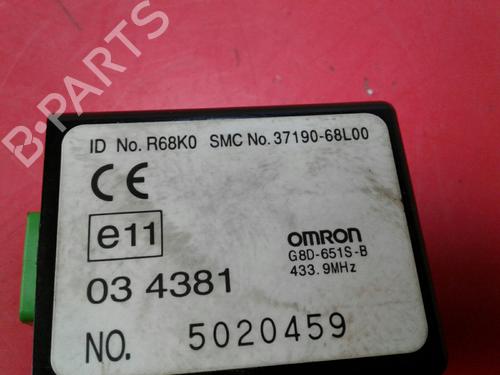 B-PARTS
ID No. R68K0 SMC No. 37190-68L00
CE
e11
OMRON
G8D-651S-B
433.9MHz
03 4381
NO. 5020459